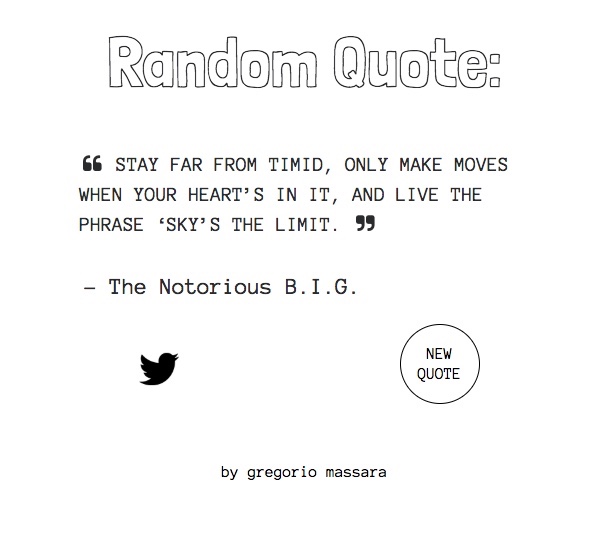 Random Quote:
“ STAY FAR FROM TIMID, ONLY MAKE MOVES
WHEN YOUR HEART’S IN IT, AND LIVE THE
PHRASE ‘SKY’S THE LIMIT. ”
– The Notorious B.I.G.
NEW
QUOTE
by gregorio massara